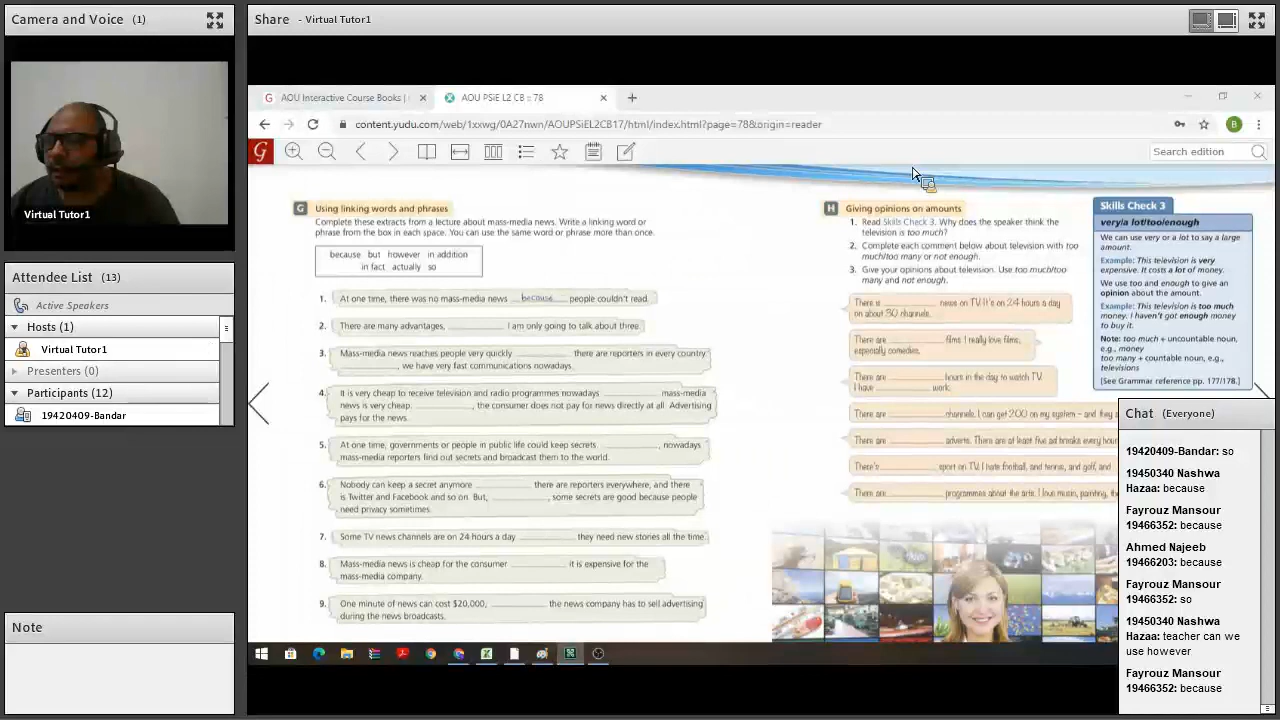 Camera and Voice (1)
Virtual Tutor1
Attendee List (13)
Active Speakers
Hosts (1)
Virtual Tutor1
Presenters (0)
Participants (12)
19420409-Bandar
Note
Share - Virtual Tutor1
AOU Interactive Course Books |
AOU PSiE L2 CB :: 78
content.yudu.com/web/1xxwg/0A27nwn/AOUPSiEL2CB17/html/index.html?page=78&origin=reader
B
g
Search edition
G Using linking words and phrases
Complete these extracts from a lecture about mass-media news. Write a linking word or
phrase from the box in each space. You can use the same word or phrase more than once.
because but however in addition
in fact actually so
1. At one time, there was no mass-media news because people couldn't read.
2. There are many advantages, I am only going to talk about three.
3. Mass-media news reaches people very quickly there are reporters in every country.
, we have very fast communications nowadays.
4. It is very cheap to receive television and radio programmes nowadays mass-media
news is very cheap. , the consumer does not pay for news directly at all. Advertising
pays for the news.
5. At one time, governments or people in public life could keep secrets. , nowadays
mass-media reporters find out secrets and broadcast them to the world.
6. Nobody can keep a secret anymore there are reporters everywhere, and there
is Twitter and Facebook and so on. But, , some secrets are good because people
need privacy sometimes.
7. Some TV news channels are on 24 hours a day they need new stories all the time.
8. Mass-media news is cheap for the consumer it is expensive for the
mass-media company.
9. One minute of news can cost $20,000, the news company has to sell advertising
during the news broadcasts.
H Giving opinions on amounts
1. Read Skills Check 3. Why does the speaker think the
television is too much?
2. Complete each comment below about television with too
much/too many or not enough.
3. Give your opinions about television. Use too much/too
many and not enough.
There is news on TV. It's on 24 hours a day
on about 30 channels.
There are films. I really love films,
especially comedies.
There are hours in the day to watch TV.
I have work.
There are channels. I can get 200 on my system – and they a
There are adverts. There are at least five ad breaks every hour
There's sport on TV. I hate football, and tennis, and golf, and
There are programmes about the arts. I love music, painting, the
Skills Check 3
very/a lot/too/enough
We can use very or a lot to say a large
amount.
Example: This television is very
expensive. It costs a lot of money.
We use too and enough to give an
opinion about the amount.
Example: This television is too much
money. I haven't got enough money
to buy it.
Note: too much + uncountable noun,
e.g., money
too many + countable noun, e.g.,
televisions
(See Grammar reference pp. 177/178.)
Chat (Everyone)
19420409-Bandar: so
19450340 Nashwa
Hazaa: because
Fayrouz Mansour
19466352: because
Ahmed Najeeb
19466203: because
Fayrouz Mansour
19466352: so
19450340 Nashwa
Hazaa: teacher can we
use however
Fayrouz Mansour
19466352: because